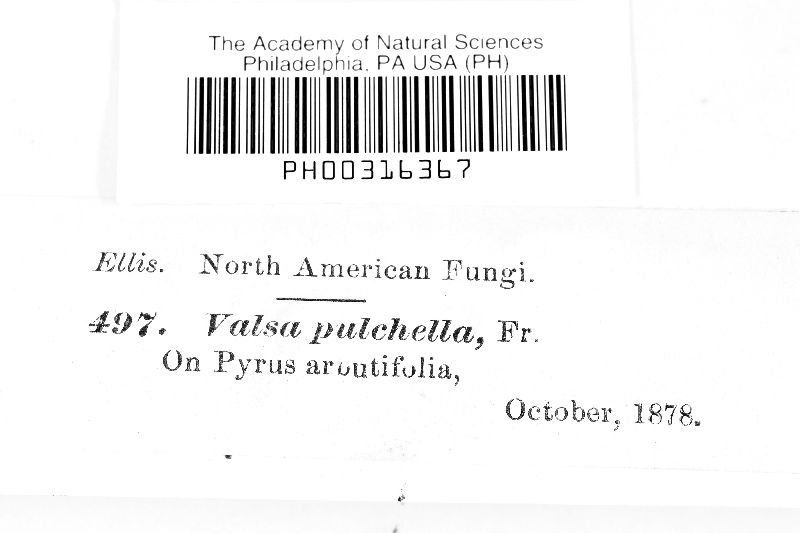 The Academy of Natural Sciences
Philadelphia, PA USA (PH)
PH00316367
Ellis. North American Fungi.
497. Valsa pulchella, Fr.
On Pyrus aroutifolia,
October, 1878.